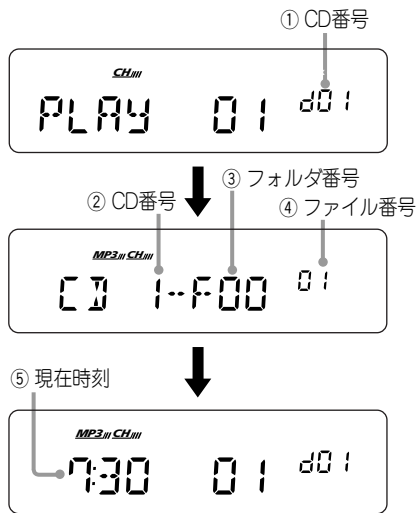 ① CD番号
CH
PLAY 01 d01
② CD番号
③ フォルダ番号
④ ファイル番号
MP3 CH
CD 1--F00 01
⑤ 現在時刻
MP3 CH
7:30 01 d01